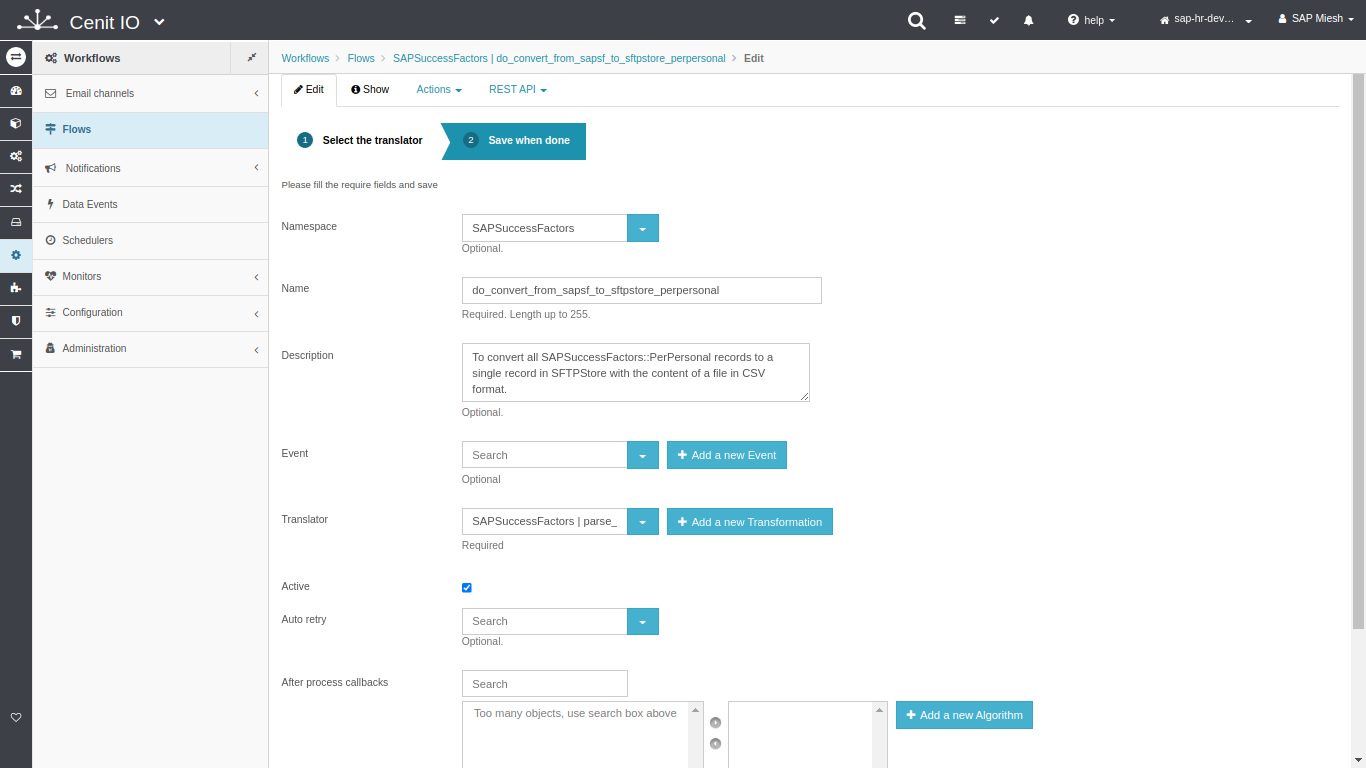 Cenit IO
help
sap-hr-dev...
SAP Miesh
Workflows
Email channels
Flows
Notifications
Data Events
Schedulers
Monitors
Configuration
Administration
Workflows > Flows > SAPSuccessFactors | do_convert_from_sapsf_to_sftpstore_perpersonal > Edit
Edit Show Actions REST API
1 Select the translator 2 Save when done
Please fill the require fields and save
Namespace SAPSuccessFactors
Optional.
Name do_convert_from_sapsf_to_sftpstore_perpersonal
Required. Length up to 255.
Description To convert all SAPSuccessFactors::PerPersonal records to a
single record in SFTPStore with the content of a file in CSV
format.
Optional.
Event Search Add a new Event
Optional
Translator SAPSuccessFactors | parse_ Add a new Transformation
Required
Active
Auto retry Search
Optional.
After process callbacks Search
Too many objects, use search box above Add a new Algorithm